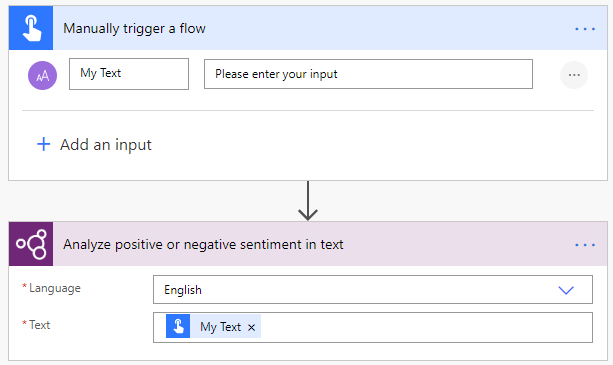 Manually trigger a flow
AA
My Text
Please enter your input
+ Add an input
Analyze positive or negative sentiment in text
* Language
English
* Text
My Text ×